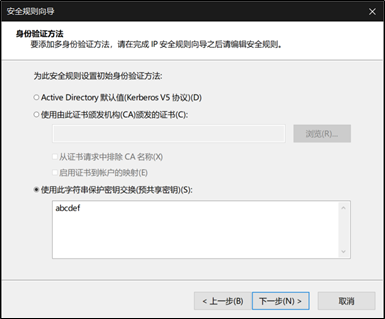 安全规则向导
身份验证方法
要添加多身份验证方法，请在完成 IP 安全规则向导之后请编辑安全规则。
为此安全规则设置初始身份验证方法:
Active Directory 默认值(Kerberos V5 协议)(D)
使用由此证书颁发机构(CA)颁发的证书(C):
浏览(R)...
从证书请求中排除 CA 名称(X)
启用证书到帐户的映射(E)
使用此字符串保护密钥交换(预共享密钥)(S):
abcdef
< 上一步(B)
下一步(N) >
取消